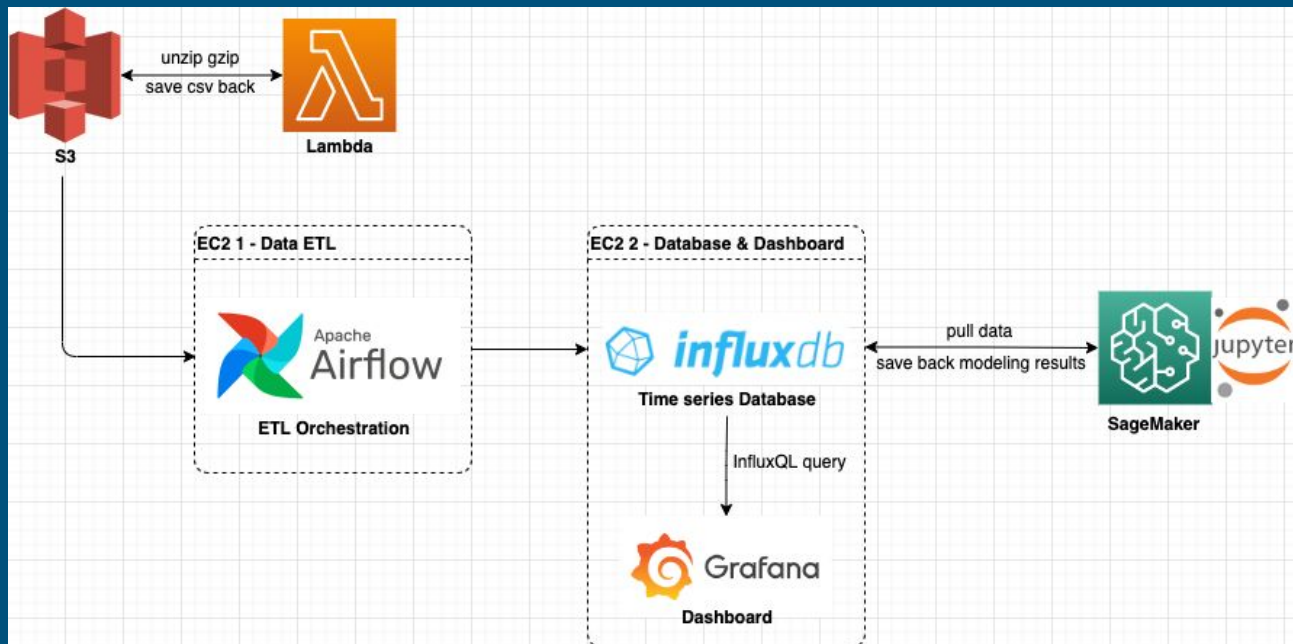 unzip gzip
save csv back
S3
Lambda
EC2 1 - Data ETL
Apache
Airflow
ETL Orchestration
EC2 2 - Database & Dashboard
influxdb
Time series Database
InfluxQL query
Grafana
Dashboard
pull data
save back modeling results
jupyter
SageMaker